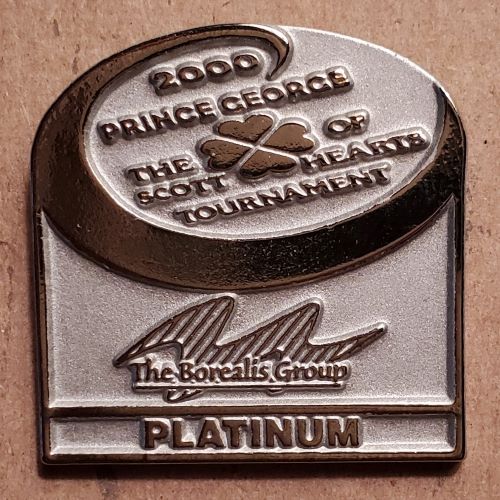 2000
PRINCE GEORGE
THE OF
SCOTT HEARTS
TOURNAMENT
The Borealis Group
PLATINUM